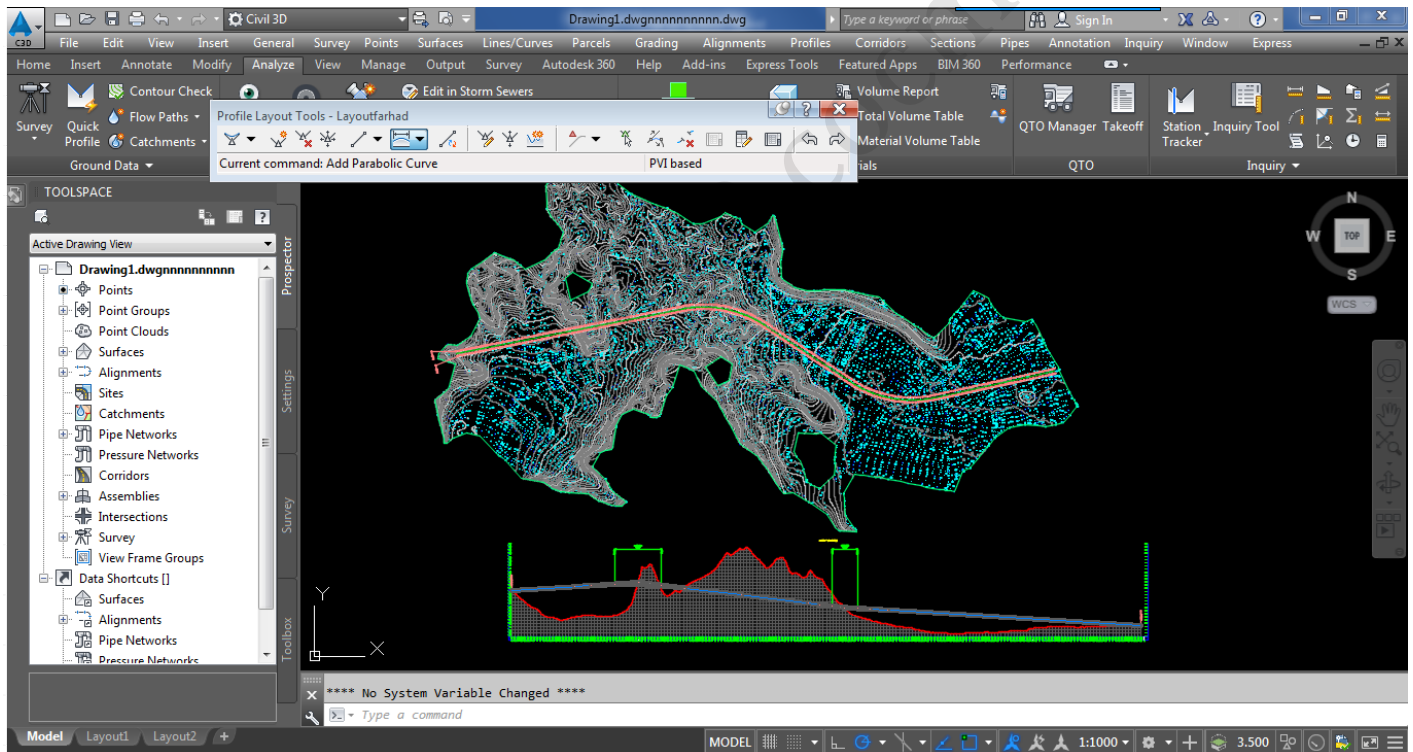 Civil 3D
Drawing1.dwgnnnnnnnnnn.dwg
Type a keyword or phrase
Sign In
C3D
File Edit View Insert General Survey Points Surfaces Lines/Curves Parcels Grading Alignments Profiles Corridors Sections Pipes Annotation Inquiry Window Express
Home Insert Annotate Modify Analyze View Manage Output Survey Autodesk 360 Help Add-ins Express Tools Featured Apps BIM 360 Performance
Survey
Quick Profile
Contour Check
Flow Paths
Catchments
Ground Data
Edit in Storm Sewers
Volume Report
Total Volume Table
Material Volume Table
rials
QTO Manager Takeoff
QTO
Station Tracker
Inquiry Tool
Inquiry
Profile Layout Tools - Layoutfarhad
Current command: Add Parabolic Curve PVI based
TOOLSPACE
Active Drawing View
Drawing1.dwgnnnnnnnnnn
Points
Point Groups
Point Clouds
Surfaces
Alignments
Sites
Catchments
Pipe Networks
Pressure Networks
Corridors
Assemblies
Intersections
Survey
View Frame Groups
Data Shortcuts []
Surfaces
Alignments
Pipe Networks
Pressure Networks
Prospector
Settings
Survey
Toolbox
N
W TOP E
S
WCS
Y
X
**** No System Variable Changed ****
Type a command
Model Layout1 Layout2 +
MODEL 1:1000 3.500